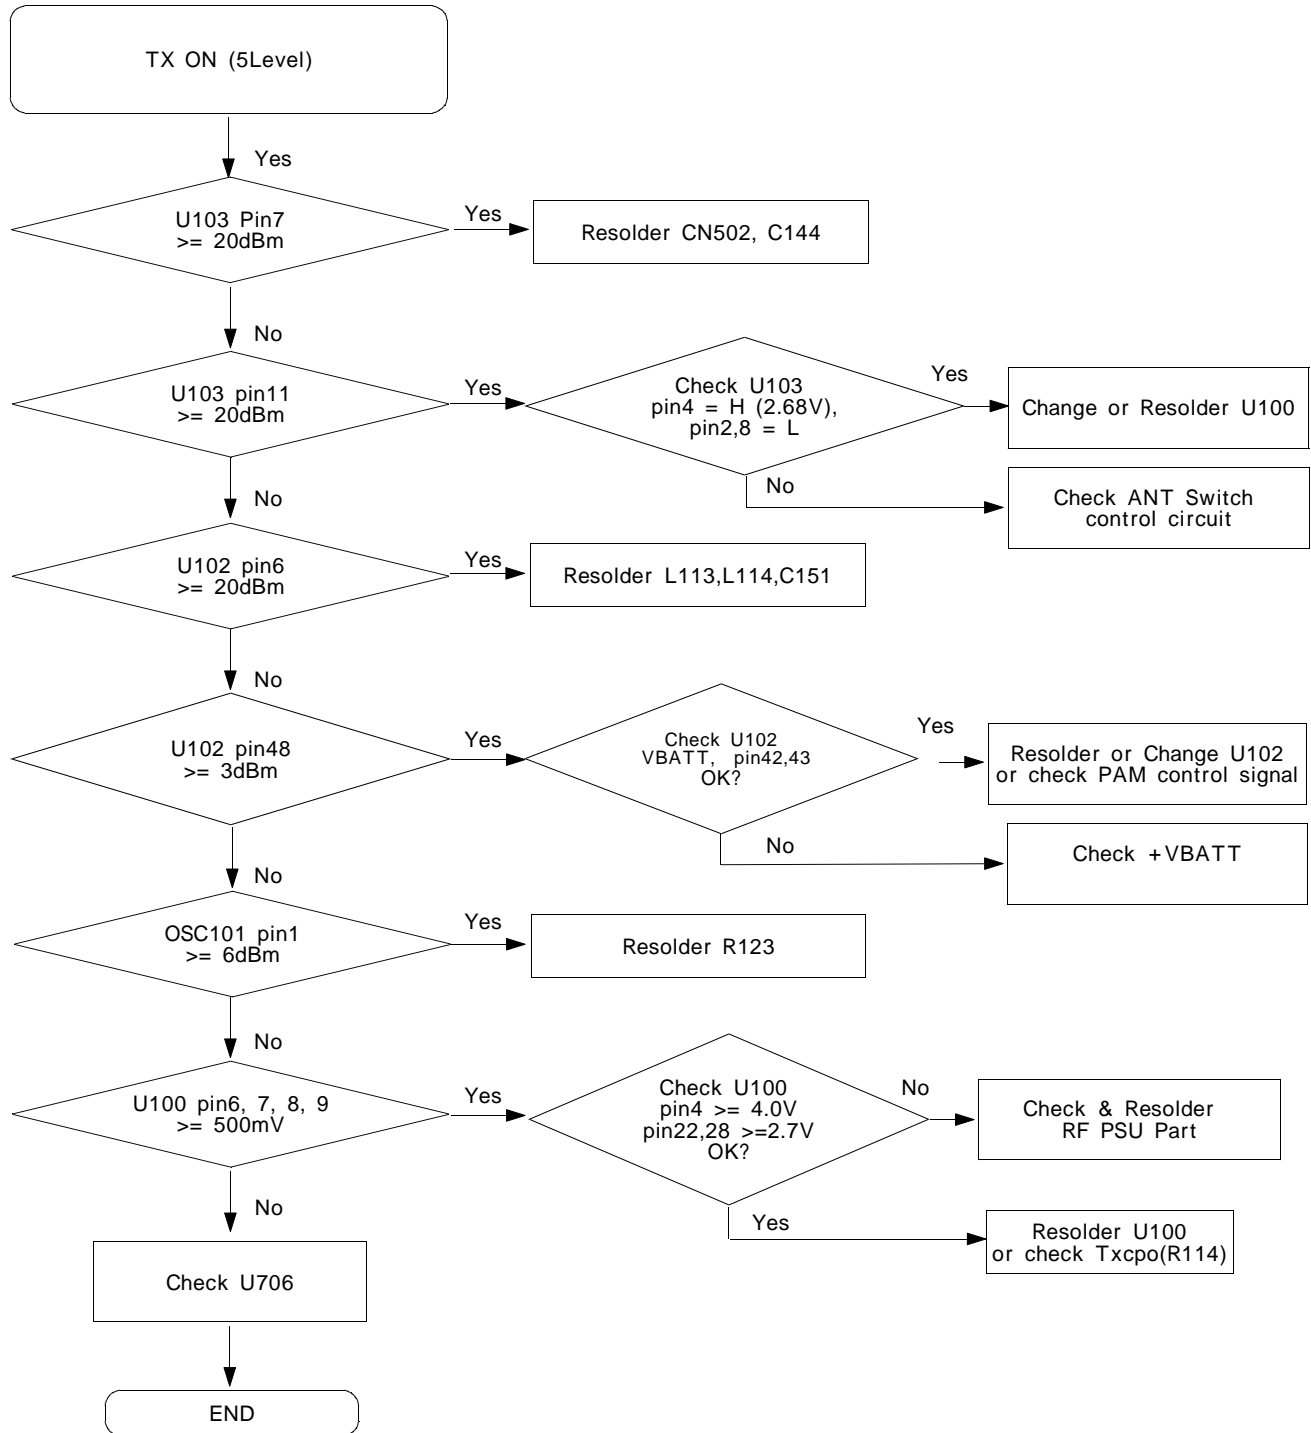 TX ON (5Level)
Yes
U103 Pin7
>= 20dBm
Yes
Resolder CN502, C144
No
U103 pin11
>= 20dBm
Yes
Check U103
pin4 = H (2.68V),
pin2,8 = L
Yes
Change or Resolder U100
No
Check ANT Switch
control circuit
No
U102 pin6
>= 20dBm
Yes
Resolder L113,L114,C151
No
U102 pin48
>= 3dBm
Yes
Check U102
VBATT, pin42,43
OK?
Yes
Resolder or Change U102
or check PAM control signal
No
Check +VBATT
No
OSC101 pin1
>= 6dBm
Yes
Resolder R123
No
U100 pin6, 7, 8, 9
>= 500mV
Yes
Check U100
pin4 >= 4.0V
pin22,28 >=2.7V
OK?
No
Check & Resolder
RF PSU Part
Yes
Resolder U100
or check Txcpo(R114)
No
Check U706
END